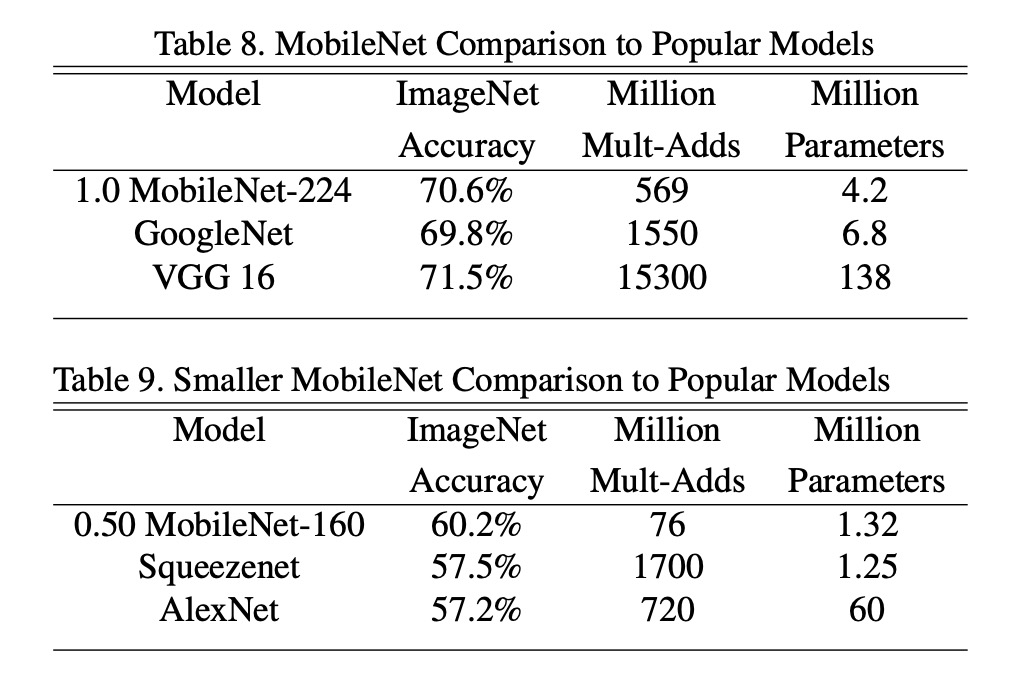 Table 8. MobileNet Comparison to Popular Models
Model ImageNet Million Million
Accuracy Mult-Adds Parameters
1.0 MobileNet-224 70.6% 569 4.2
GoogleNet 69.8% 1550 6.8
VGG 16 71.5% 15300 138
Table 9. Smaller MobileNet Comparison to Popular Models
Model ImageNet Million Million
Accuracy Mult-Adds Parameters
0.50 MobileNet-160 60.2% 76 1.32
Squeezenet 57.5% 1700 1.25
AlexNet 57.2% 720 60